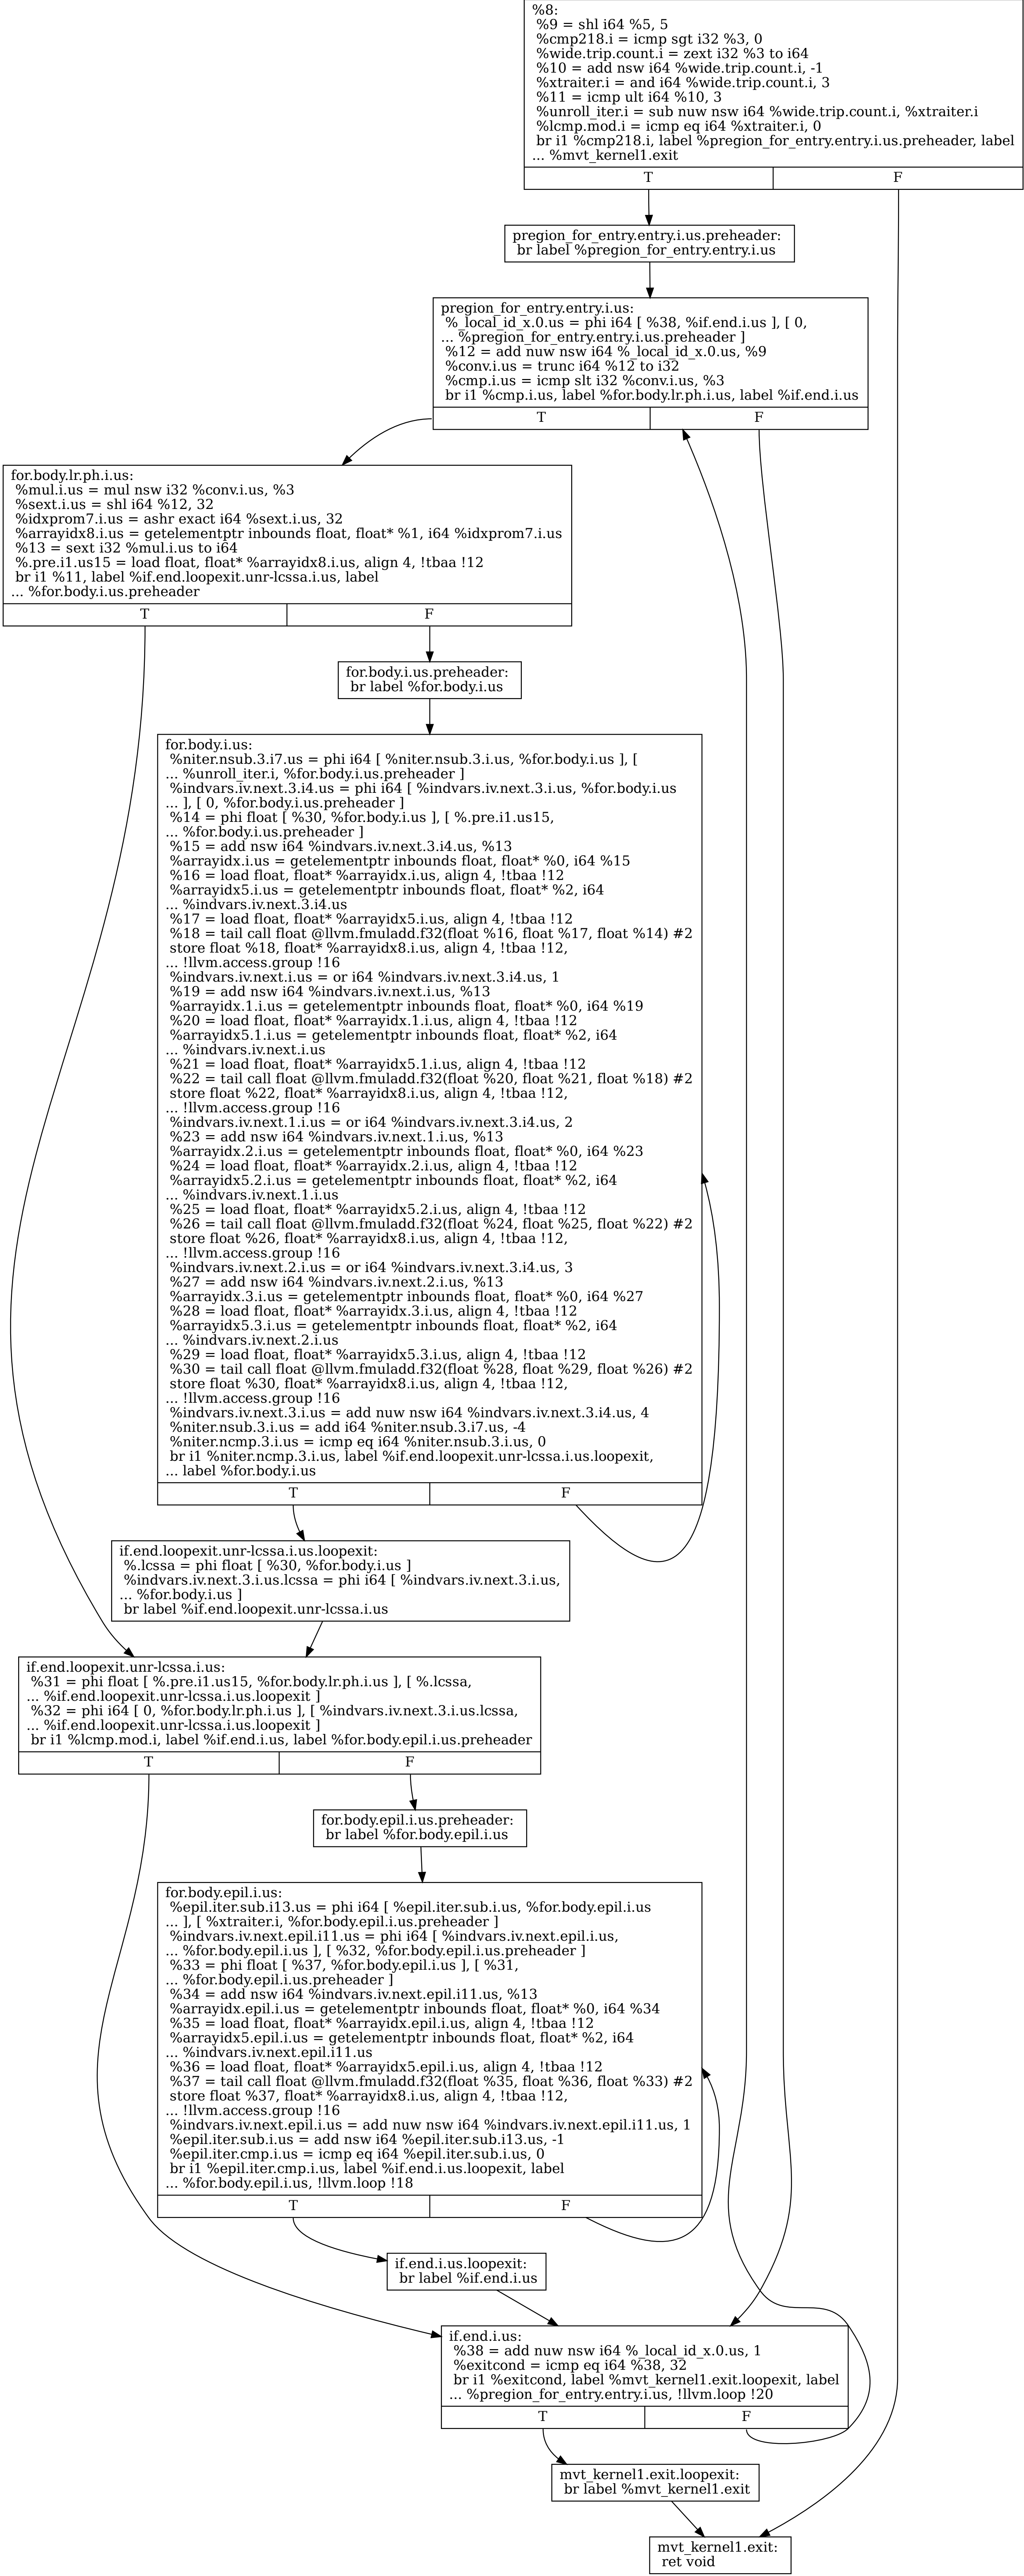 %8:
%9 = shl i64 %5, 5
%cmp218.i = icmp sgt i32 %3, 0
%wide.trip.count.i = zext i32 %3 to i64
%10 = add nsw i64 %wide.trip.count.i, -1
%xtraiter.i = and i64 %wide.trip.count.i, 3
%11 = icmp ult i64 %10, 3
%unroll_iter.i = sub nuw nsw i64 %wide.trip.count.i, %xtraiter.i
%lcmp.mod.i = icmp eq i64 %xtraiter.i, 0
br i1 %cmp218.i, label %pregion_for_entry.entry.i.us.preheader, label
... %mvt_kernel1.exit
T F
pregion_for_entry.entry.i.us.preheader:
br label %pregion_for_entry.entry.i.us
pregion_for_entry.entry.i.us:
%_local_id_x.0.us = phi i64 [ %38, %if.end.i.us ], [ 0,
... %pregion_for_entry.entry.i.us.preheader ]
%12 = add nuw nsw i64 %_local_id_x.0.us, %9
%conv.i.us = trunc i64 %12 to i32
%cmp.i.us = icmp slt i32 %conv.i.us, %3
br i1 %cmp.i.us, label %for.body.lr.ph.i.us, label %if.end.i.us
T F
for.body.lr.ph.i.us:
%mul.i.us = mul nsw i32 %conv.i.us, %3
%sext.i.us = shl i64 %12, 32
%idxprom7.i.us = ashr exact i64 %sext.i.us, 32
%arrayidx8.i.us = getelementptr inbounds float, float* %1, i64 %idxprom7.i.us
%13 = sext i32 %mul.i.us to i64
%.pre.i1.us15 = load float, float* %arrayidx8.i.us, align 4, !tbaa !12
br i1 %11, label %if.end.loopexit.unr-lcssa.i.us, label
... %for.body.i.us.preheader
T F
for.body.i.us.preheader:
br label %for.body.i.us
for.body.i.us:
%niter.nsub.3.i7.us = phi i64 [ %niter.nsub.3.i.us, %for.body.i.us ], [
... %unroll_iter.i, %for.body.i.us.preheader ]
%indvars.iv.next.3.i4.us = phi i64 [ %indvars.iv.next.3.i.us, %for.body.i.us
... ], [ 0, %for.body.i.us.preheader ]
%14 = phi float [ %30, %for.body.i.us ], [ %.pre.i1.us15,
... %for.body.i.us.preheader ]
%15 = add nsw i64 %indvars.iv.next.3.i4.us, %13
%arrayidx.i.us = getelementptr inbounds float, float* %0, i64 %15
%16 = load float, float* %arrayidx.i.us, align 4, !tbaa !12
%arrayidx5.i.us = getelementptr inbounds float, float* %2, i64
... %indvars.iv.next.3.i4.us
%17 = load float, float* %arrayidx5.i.us, align 4, !tbaa !12
%18 = tail call float @llvm.fmuladd.f32(float %16, float %17, float %14) #2
store float %18, float* %arrayidx8.i.us, align 4, !tbaa !12,
... !llvm.access.group !16
%indvars.iv.next.i.us = or i64 %indvars.iv.next.3.i4.us, 1
%19 = add nsw i64 %indvars.iv.next.i.us, %13
%arrayidx.1.i.us = getelementptr inbounds float, float* %0, i64 %19
%20 = load float, float* %arrayidx.1.i.us, align 4, !tbaa !12
%arrayidx5.1.i.us = getelementptr inbounds float, float* %2, i64
... %indvars.iv.next.i.us
%21 = load float, float* %arrayidx5.1.i.us, align 4, !tbaa !12
%22 = tail call float @llvm.fmuladd.f32(float %20, float %21, float %18) #2
store float %22, float* %arrayidx8.i.us, align 4, !tbaa !12,
... !llvm.access.group !16
%indvars.iv.next.1.i.us = or i64 %indvars.iv.next.3.i4.us, 2
%23 = add nsw i64 %indvars.iv.next.1.i.us, %13
%arrayidx.2.i.us = getelementptr inbounds float, float* %0, i64 %23
%24 = load float, float* %arrayidx.2.i.us, align 4, !tbaa !12
%arrayidx5.2.i.us = getelementptr inbounds float, float* %2, i64
... %indvars.iv.next.1.i.us
%25 = load float, float* %arrayidx5.2.i.us, align 4, !tbaa !12
%26 = tail call float @llvm.fmuladd.f32(float %24, float %25, float %22) #2
store float %26, float* %arrayidx8.i.us, align 4, !tbaa !12,
... !llvm.access.group !16
%indvars.iv.next.2.i.us = or i64 %indvars.iv.next.3.i4.us, 3
%27 = add nsw i64 %indvars.iv.next.2.i.us, %13
%arrayidx.3.i.us = getelementptr inbounds float, float* %0, i64 %27
%28 = load float, float* %arrayidx.3.i.us, align 4, !tbaa !12
%arrayidx5.3.i.us = getelementptr inbounds float, float* %2, i64
... %indvars.iv.next.2.i.us
%29 = load float, float* %arrayidx5.3.i.us, align 4, !tbaa !12
%30 = tail call float @llvm.fmuladd.f32(float %28, float %29, float %26) #2
store float %30, float* %arrayidx8.i.us, align 4, !tbaa !12,
... !llvm.access.group !16
%indvars.iv.next.3.i.us = add nuw nsw i64 %indvars.iv.next.3.i4.us, 4
%niter.nsub.3.i.us = add i64 %niter.nsub.3.i7.us, -4
%niter.ncmp.3.i.us = icmp eq i64 %niter.nsub.3.i.us, 0
br i1 %niter.ncmp.3.i.us, label %if.end.loopexit.unr-lcssa.i.us.loopexit,
... label %for.body.i.us
T F
if.end.loopexit.unr-lcssa.i.us.loopexit:
%.lcssa = phi float [ %30, %for.body.i.us ]
%indvars.iv.next.3.i.us.lcssa = phi i64 [ %indvars.iv.next.3.i.us,
... %for.body.i.us ]
br label %if.end.loopexit.unr-lcssa.i.us
if.end.loopexit.unr-lcssa.i.us:
%31 = phi float [ %.pre.i1.us15, %for.body.lr.ph.i.us ], [ %.lcssa,
... %if.end.loopexit.unr-lcssa.i.us.loopexit ]
%32 = phi i64 [ 0, %for.body.lr.ph.i.us ], [ %indvars.iv.next.3.i.us.lcssa,
... %if.end.loopexit.unr-lcssa.i.us.loopexit ]
br i1 %lcmp.mod.i, label %if.end.i.us, label %for.body.epil.i.us.preheader
T F
for.body.epil.i.us.preheader:
br label %for.body.epil.i.us
for.body.epil.i.us:
%epil.iter.sub.i13.us = phi i64 [ %epil.iter.sub.i.us, %for.body.epil.i.us
... ], [ %xtraiter.i, %for.body.epil.i.us.preheader ]
%indvars.iv.next.epil.i11.us = phi i64 [ %indvars.iv.next.epil.i.us,
... %for.body.epil.i.us ], [ %32, %for.body.epil.i.us.preheader ]
%33 = phi float [ %37, %for.body.epil.i.us ], [ %31,
... %for.body.epil.i.us.preheader ]
%34 = add nsw i64 %indvars.iv.next.epil.i11.us, %13
%arrayidx.epil.i.us = getelementptr inbounds float, float* %0, i64 %34
%35 = load float, float* %arrayidx.epil.i.us, align 4, !tbaa !12
%arrayidx5.epil.i.us = getelementptr inbounds float, float* %2, i64
... %indvars.iv.next.epil.i11.us
%36 = load float, float* %arrayidx5.epil.i.us, align 4, !tbaa !12
%37 = tail call float @llvm.fmuladd.f32(float %35, float %36, float %33) #2
store float %37, float* %arrayidx8.i.us, align 4, !tbaa !12,
... !llvm.access.group !16
%indvars.iv.next.epil.i.us = add nuw nsw i64 %indvars.iv.next.epil.i11.us, 1
%epil.iter.sub.i.us = add nsw i64 %epil.iter.sub.i13.us, -1
%epil.iter.cmp.i.us = icmp eq i64 %epil.iter.sub.i.us, 0
br i1 %epil.iter.cmp.i.us, label %if.end.i.us.loopexit, label
... %for.body.epil.i.us, !llvm.loop !18
T F
if.end.i.us.loopexit:
br label %if.end.i.us
if.end.i.us:
%38 = add nuw nsw i64 %_local_id_x.0.us, 1
%exitcond = icmp eq i64 %38, 32
br i1 %exitcond, label %mvt_kernel1.exit.loopexit, label
... %pregion_for_entry.entry.i.us, !llvm.loop !20
T F
mvt_kernel1.exit.loopexit:
br label %mvt_kernel1.exit
mvt_kernel1.exit:
ret void